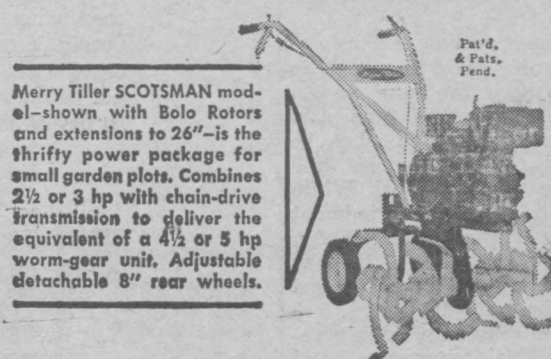 Merry Tiller SCOTSMAN mod-
el—shown with Bolo Rotors
and extensions to 26"—is the
thrifty power package for
small garden plots. Combines
2½ or 3 hp with chain-drive
transmission to deliver the
equivalent of a 4½ or 5 hp
worm-gear unit. Adjustable
detachable 8" rear wheels.
Pat'd.
& Pats.
Pend.